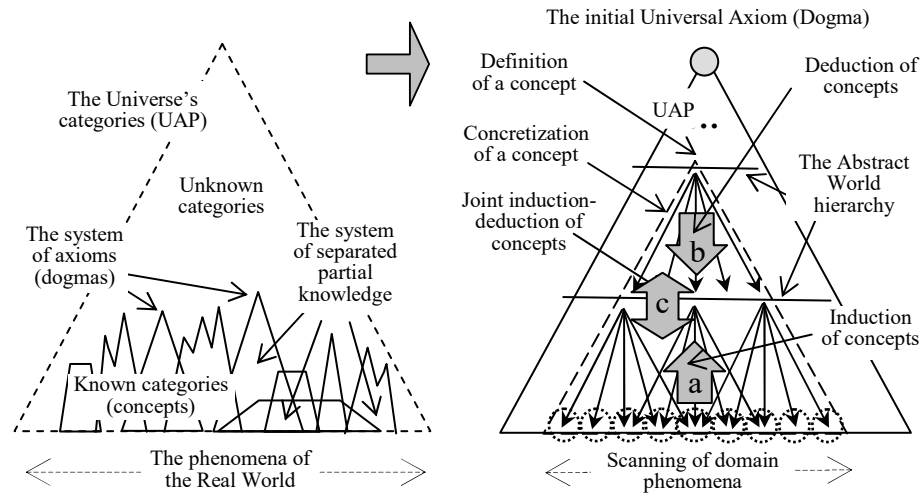 The Universe's
categories (UAP)
Unknown
categories
The system
of axioms
(dogmas)
The system
of separated
partial
knowledge
Known categories
(concepts)
The phenomena of
the Real World
The initial Universal Axiom (Dogma)
Definition
of a concept
Deduction of
concepts
UAP
..
Concretization
of a concept
The Abstract
World
hierarchy
Joint induction-
deduction of
concepts
b
c
Induction
of concepts
a
Scanning of domain
phenomena